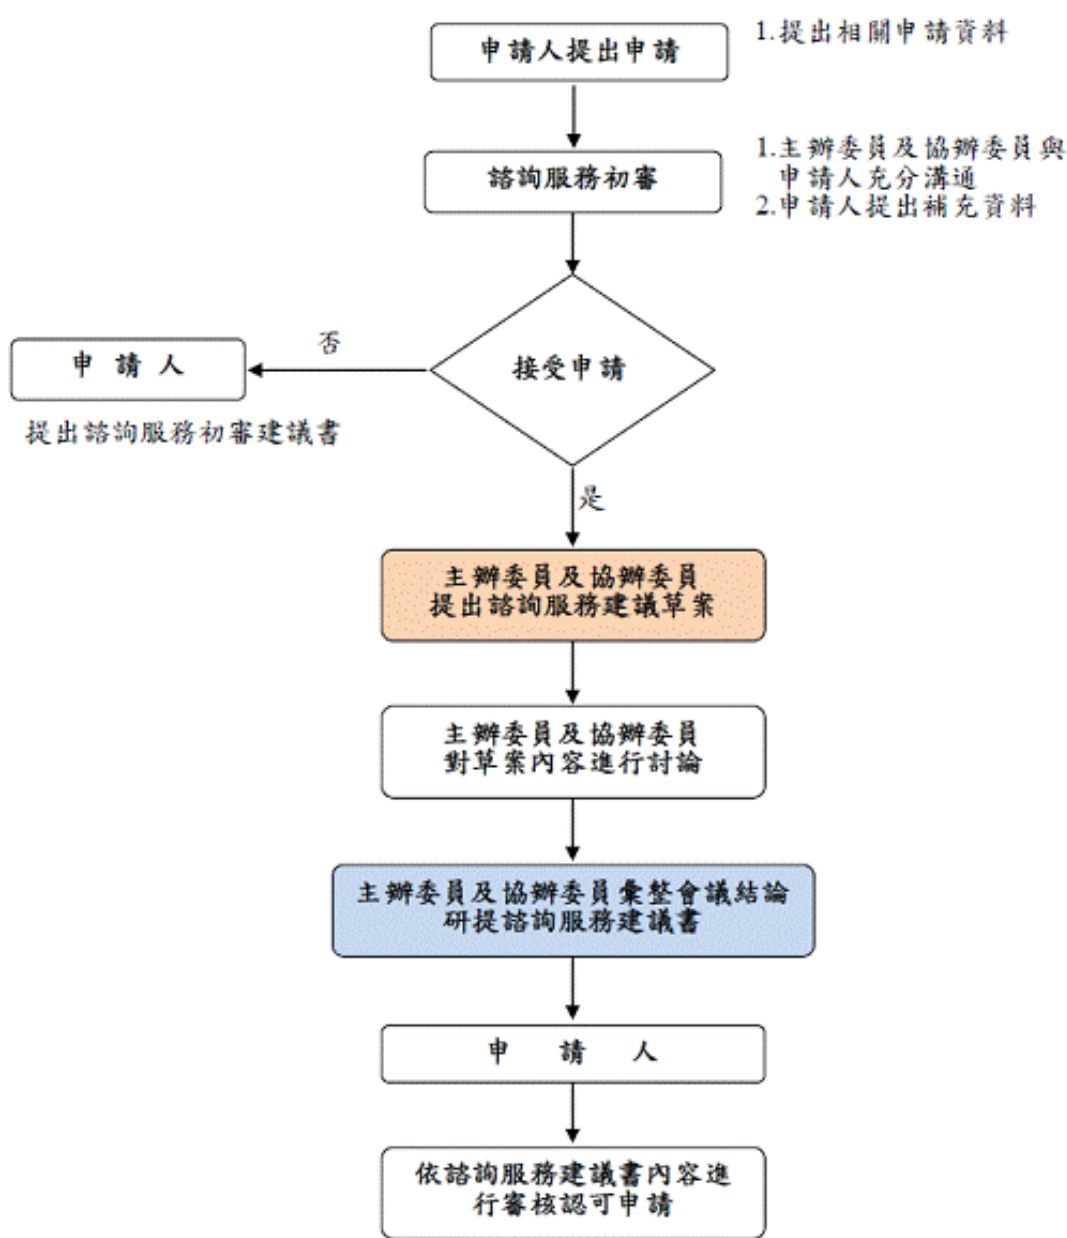 申請人提出申請
1.提出相關申請資料
諮詢服務初審
1.主辦委員及協辦委員與
申請人充分溝通
2.申請人提出補充資料
接受申請
否
申 請 人
提出諮詢服務初審建議書
是
主辦委員及協辦委員
提出諮詢服務建議草案
主辦委員及協辦委員
對草案內容進行討論
主辦委員及協辦委員彙整會議結論
研提諮詢服務建議書
申 請 人
依諮詢服務建議書內容進
行審核認可申請